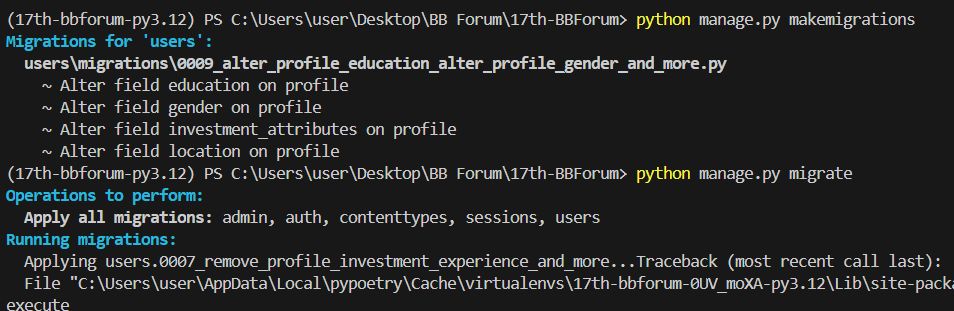 (17th-bbforum-py3.12) PS C:\Users\user\Desktop\BB Forum\17th-BBForum> python manage.py makemigrations
Migrations for 'users':
  users\migrations\0009_alter_profile_education_alter_profile_gender_and_more.py
    ~ Alter field education on profile
    ~ Alter field gender on profile
    ~ Alter field investment_attributes on profile
    ~ Alter field location on profile
(17th-bbforum-py3.12) PS C:\Users\user\Desktop\BB Forum\17th-BBForum> python manage.py migrate
Operations to perform:
  Apply all migrations: admin, auth, contenttypes, sessions, users
Running migrations:
  Applying users.0007_remove_profile_investment_experience_and_more...Traceback (most recent call last):
  File "C:\Users\user\AppData\Local\pypoetry\Cache\virtualenvs\17th-bbforum-0UV_moXA-py3.12\Lib\site-pack
execute